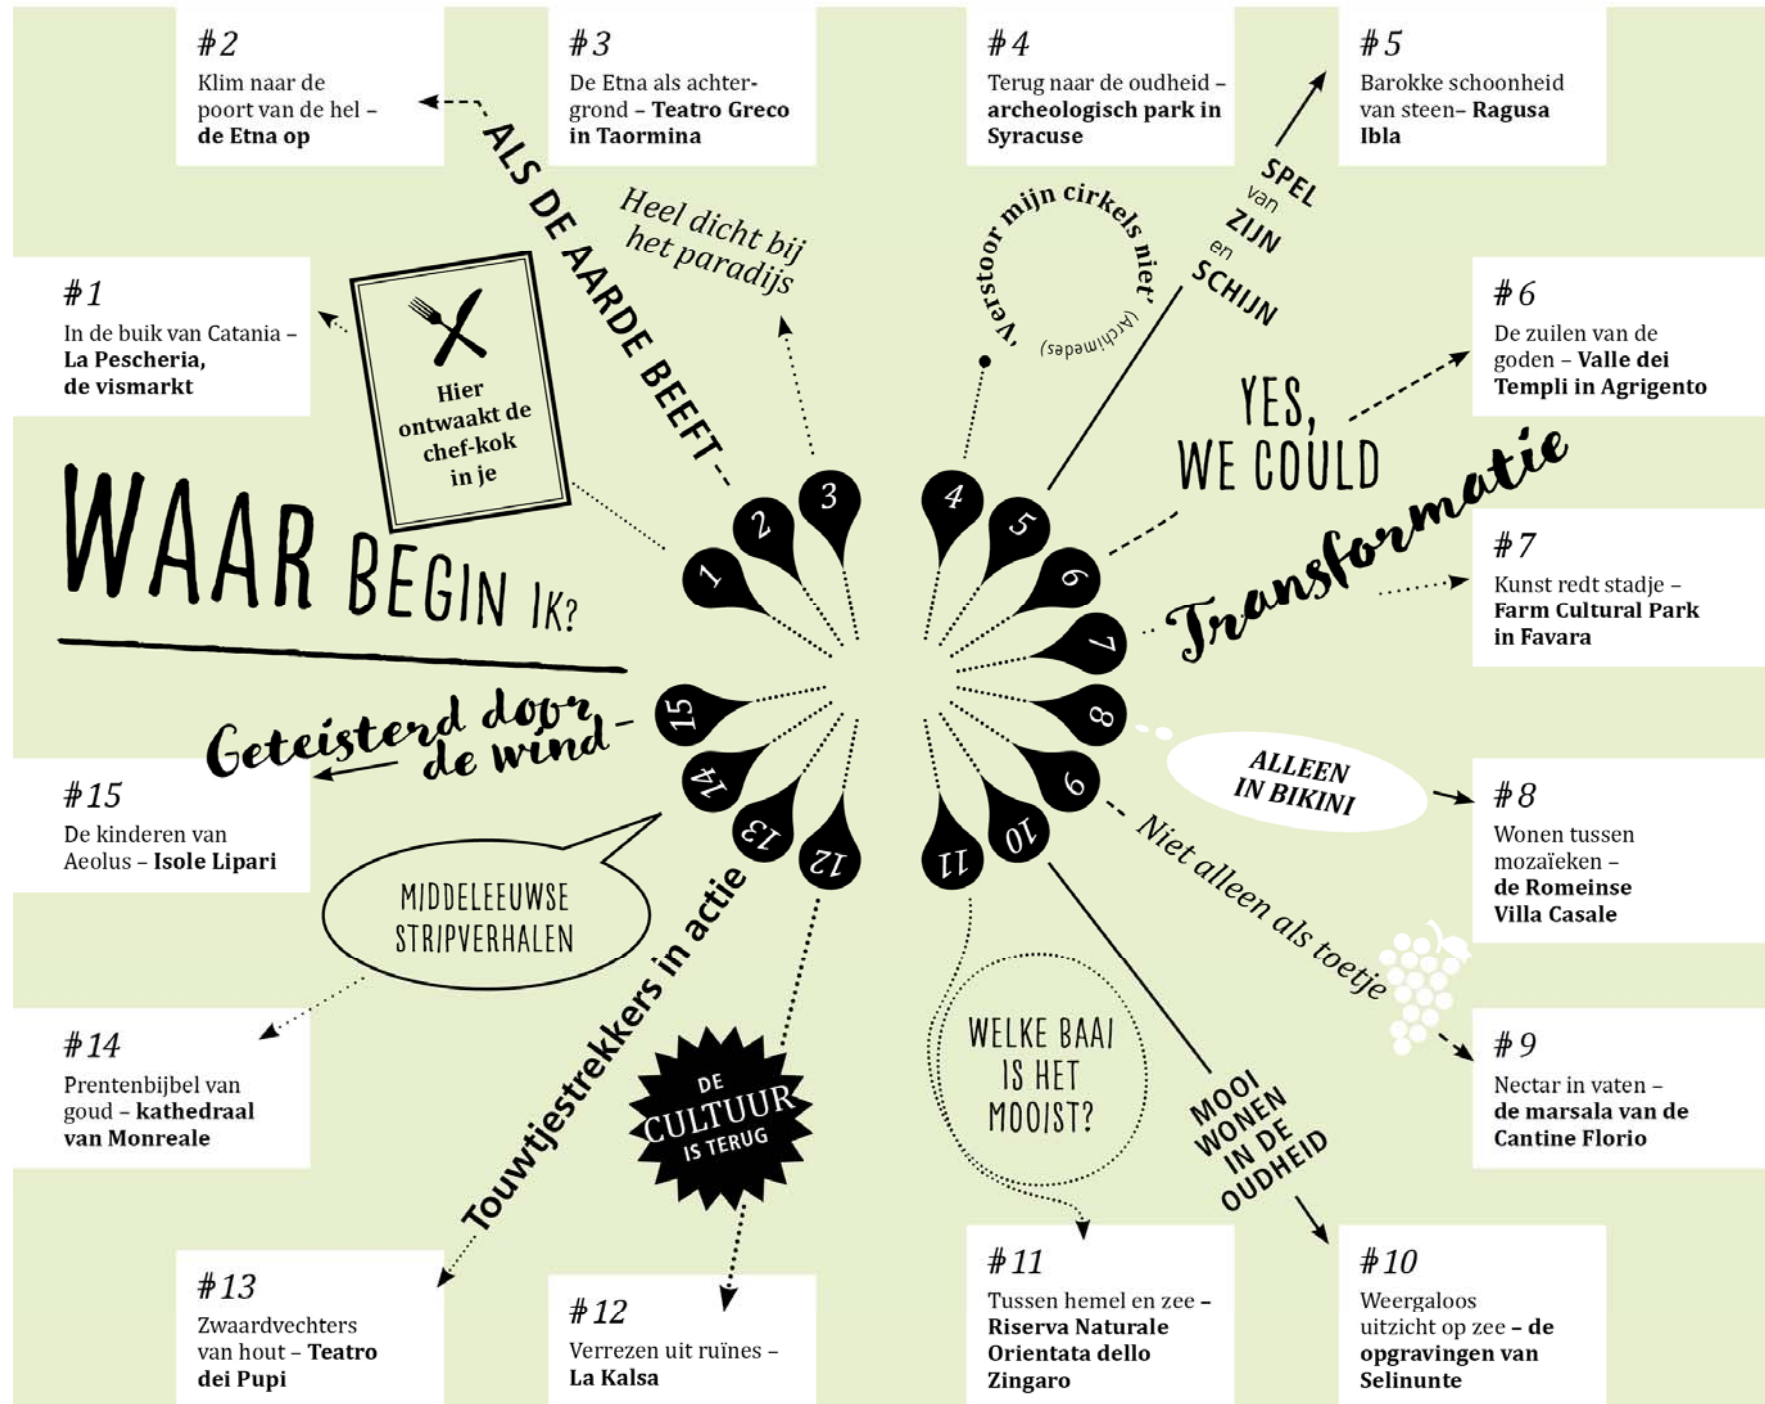 #2
Klim naar de
poort van de hel –
de Etna op
#3
De Etna als achter-
grond – Teatro Greco
in Taormina
#4
Terug naar de oudheid –
archeologisch park in
Syracuse
#5
Barokke schoonheid
van steen– Ragusa
Ibla
ALS DE AARDE BEEFT
Heel dicht bij
het paradijs
'Verstoor mijn cirkels niet'
(Archimedes)
SPEL
van
ZIJN
en
SCHIJN
#1
In de buik van Catania –
La Pescheria,
de vismarkt
Hier
ontwaakt de
chef-kok
in je
#6
De zuilen van de
goden – Valle dei
Templi in Agrigento
YES,
WE COULD
WAAR BEGIN IK?
Transformatie
#7
Kunst redt stadje –
Farm Cultural Park
in Favara
1
2
3
4
5
6
7
8
9
10
11
12
13
14
15
Geteisterd door
de wind
#15
De kinderen van
Aeolus – Isole Lipari
ALLEEN
IN BIKINI
#8
Wonen tussen
mozaïeken –
de Romeinse
Villa Casale
MIDDELEEUWSE
STRIPVERHALEN
Niet alleen als toetje
#14
Prentenbijbel van
goud – kathedraal
van Monreale
Touwtjestrekkers in actie
DE
CULTUUR
IS TERUG
WELKE BAAI
IS HET
MOOIST?
MOOI
WONEN
IN DE
OUDHEID
#9
Nectar in vaten –
de marsala van de
Cantine Florio
#13
Zwaardvechters
van hout – Teatro
dei Pupi
#12
Verrezen uit ruïnes –
La Kalsa
#11
Tussen hemel en zee –
Riserva Naturale
Orientata dello
Zingaro
#10
Weergaloos
uitzicht op zee – de
opgravingen van
Selinunte